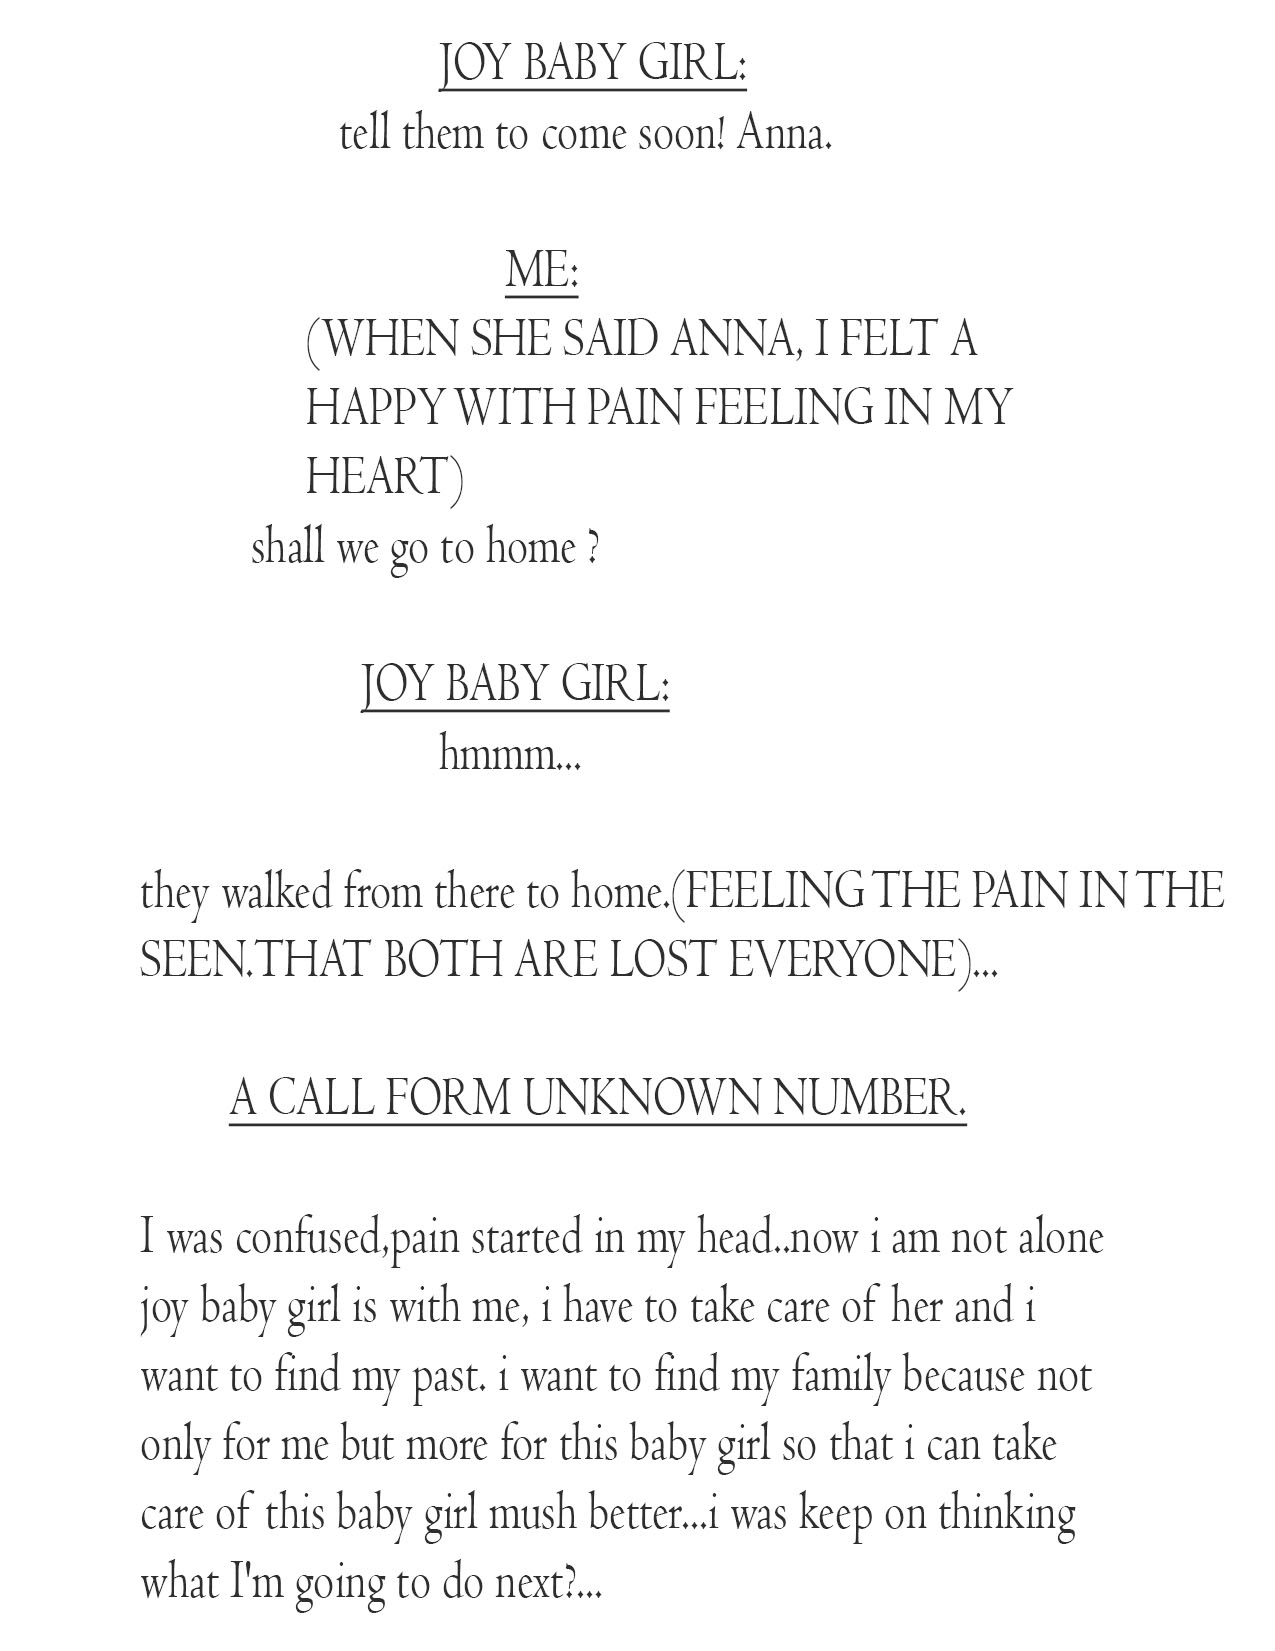 JOY BABY GIRL:
tell them to come soon! Anna.
ME:
(WHEN SHE SAID ANNA, I FELT A
HAPPY WITH PAIN FEELING IN MY
HEART)
shall we go to home ?
JOY BABY GIRL:
hmmm...
they walked from there to home.(FEELING THE PAIN IN THE
SEEN.THAT BOTH ARE LOST EVERYONE)...
A CALL FORM UNKNOWN NUMBER.
I was confused,pain started in my head..now i am not alone
joy baby girl is with me, i have to take care of her and i
want to find my past. i want to find my family because not
only for me but more for this baby girl so that i can take
care of this baby girl mush better...i was keep on thinking
what I'm going to do next?...